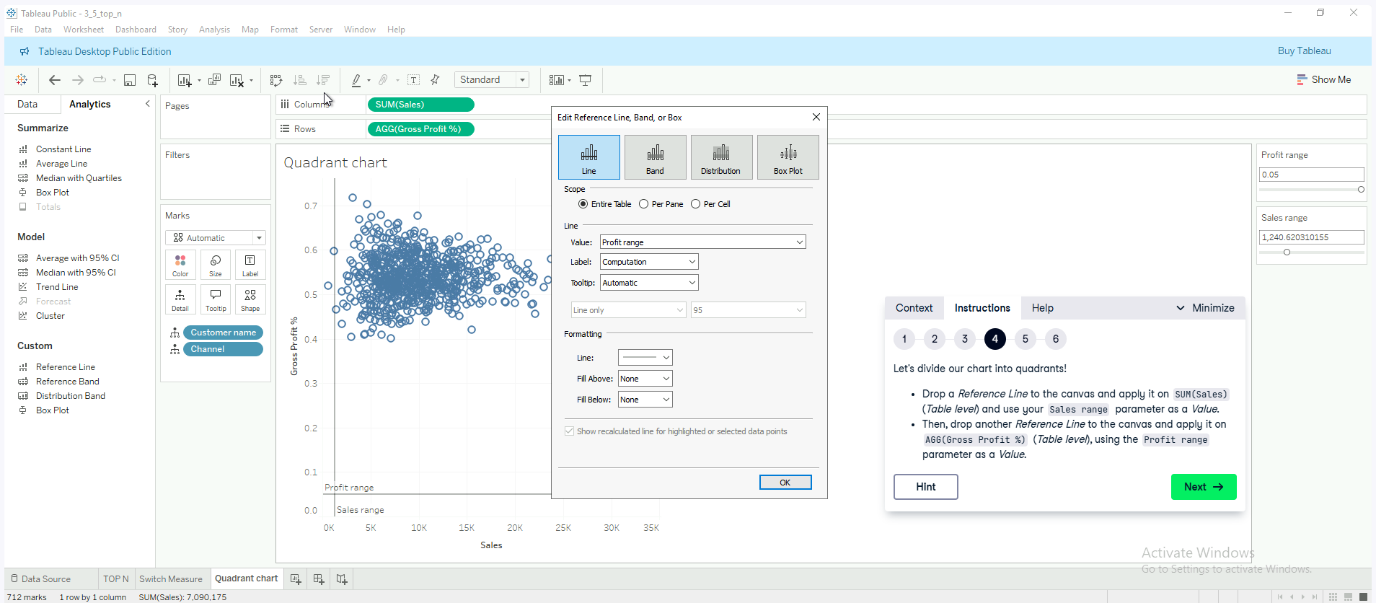 Tableau Public - 3_5_top_n
File Data Worksheet Dashboard Story Analysis Map Format Server Window Help
Tableau Desktop Public Edition Buy Tableau
Standard Show Me
Data Analytics
Summarize
Constant Line
Average Line
Median with Quartiles
Box Plot
Totals
Model
Average with 95% CI
Median with 95% CI
Trend Line
Forecast
Cluster
Custom
Reference Line
Reference Band
Distribution Band
Box Plot
Pages
Filters
Marks
Automatic
Color Size Label
Detail Tooltip Shape
Customer name
Channel
Columns SUM(Sales)
Rows AGG(Gross Profit %)
Quadrant chart
Gross Profit %
0.7
0.6
0.5
0.4
0.3
0.2
0.1
0.0
Profit range
Sales range
0K 5K 10K 15K 20K 25K 30K 35K
Sales
Edit Reference Line, Band, or Box
Line Band Distribution Box Plot
Scope
Entire Table Per Pane Per Cell
Line
Value: Profit range
Label: Computation
Tooltip: Automatic
Line only 95
Formatting
Line:
Fill Above: None
Fill Below: None
Show recalculated line for highlighted or selected data points
OK
Profit range
0.05
Sales range
1,240.620310155
Context Instructions Help Minimize
1 2 3 4 5 6
Let's divide our chart into quadrants!
• Drop a Reference Line to the canvas and apply it on SUM(Sales)
(Table level) and use your Sales range parameter as a Value.
• Then, drop another Reference Line to the canvas and apply it on
AGG(Gross Profit %) (Table level), using the Profit range
parameter as a Value.
Hint Next →
Activate Windows
Go to Settings to activate Windows.
Data Source TOP N Switch Measure Quadrant chart
712 marks 1 row by 1 column SUM(Sales): 7,090,175